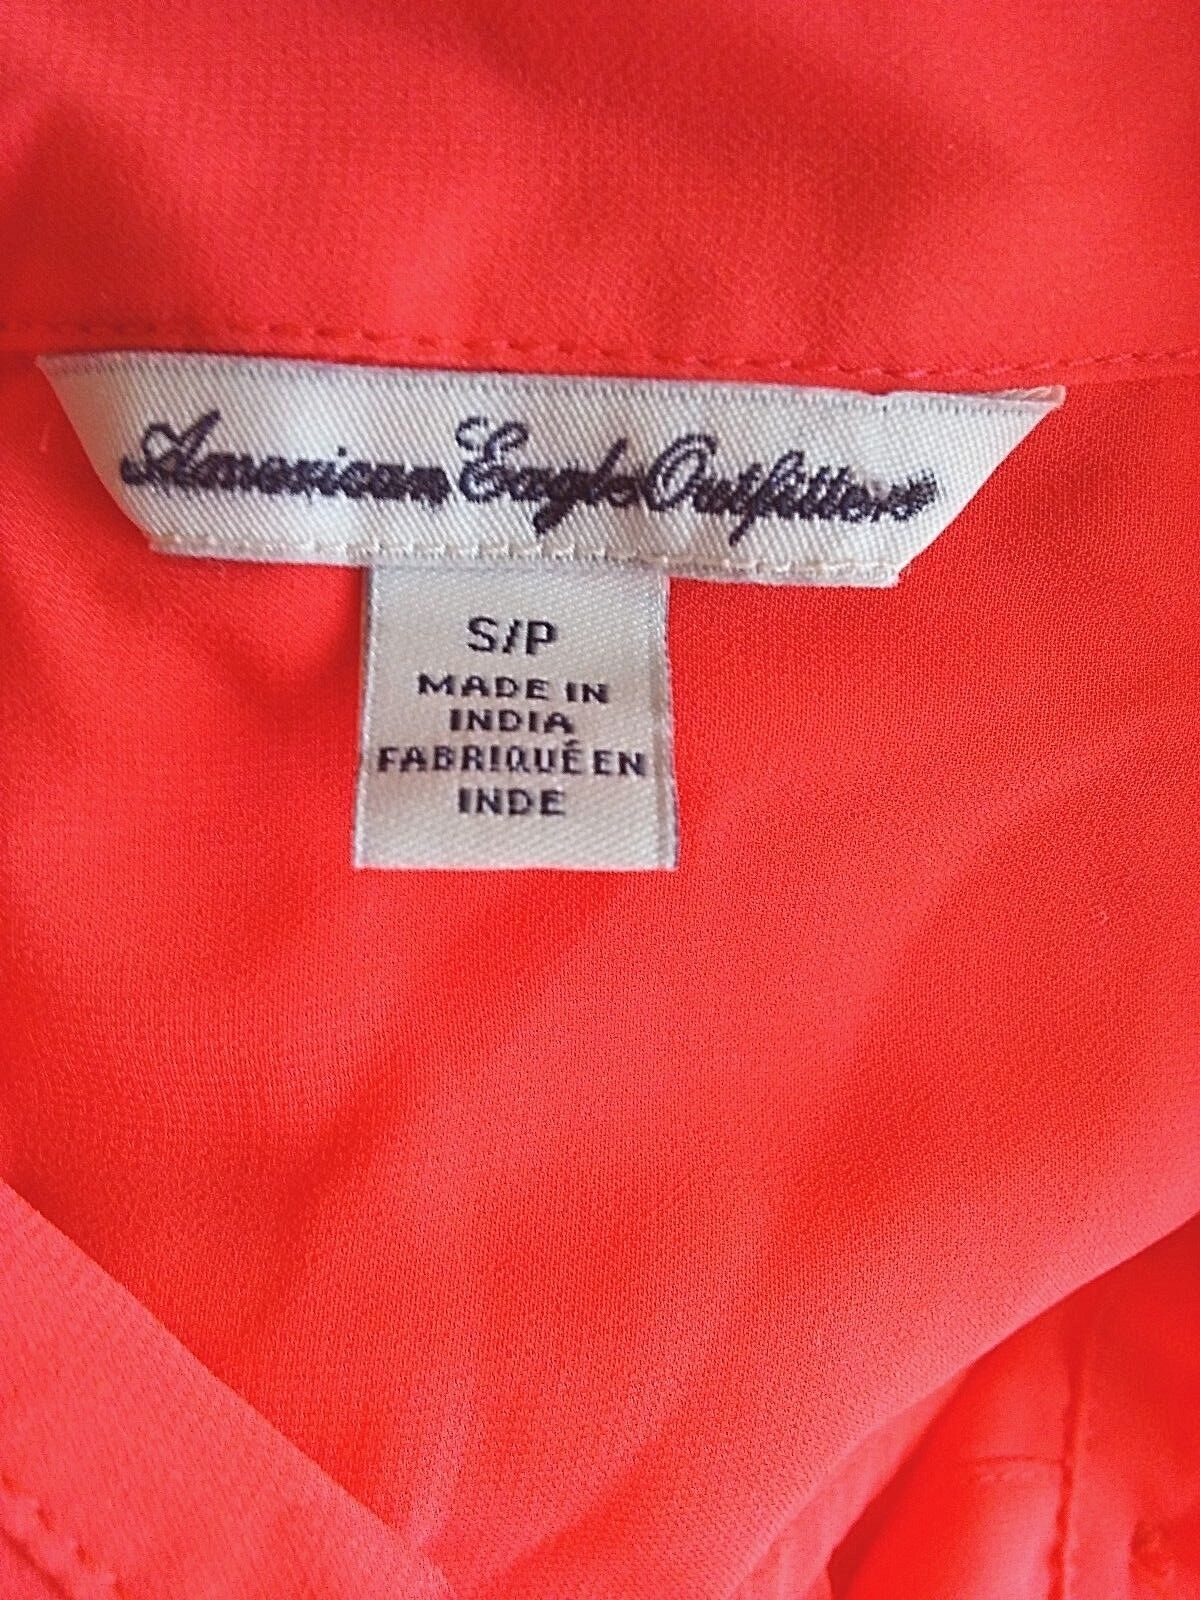 American Eagle Outfitters
S/P
MADE IN
INDIA
FABRIQUÉ EN
INDE